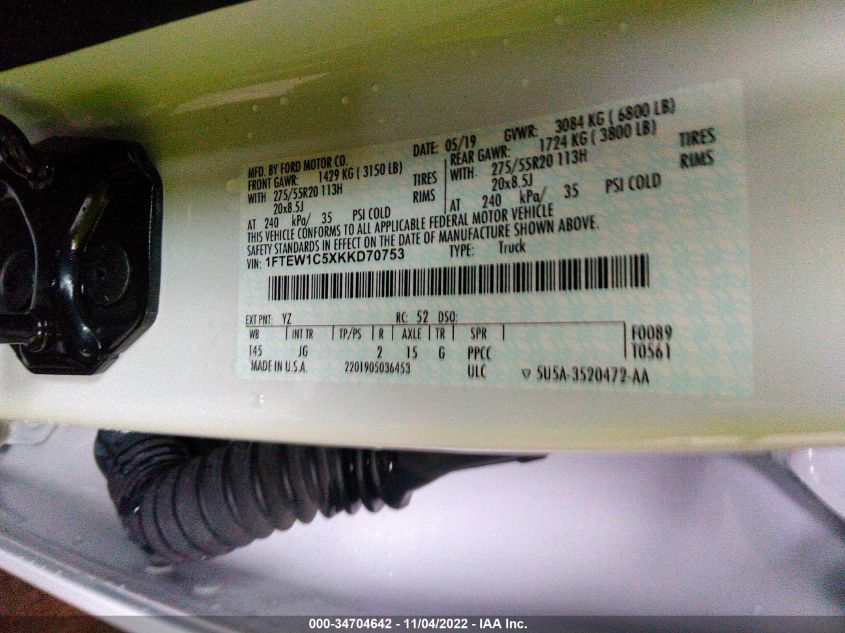 MFD. BY FORD MOTOR CO.
DATE: 05/19 GVWR: 3084 KG ( 6800 LB)
FRONT GAWR: 1429 KG ( 3150 LB)
WITH 275/55R20 113H TIRES
20x8.5J RIMS
AT 240 kPa/ 35 PSI COLD
REAR GAWR: 1724 KG ( 3800 LB)
WITH 275/55R20 113H TIRES
20x8.5J RIMS
AT 240 kPa/ 35 PSI COLD
THIS VEHICLE CONFORMS TO ALL APPLICABLE FEDERAL MOTOR VEHICLE
SAFETY STANDARDS IN EFFECT ON THE DATE OF MANUFACTURE SHOWN ABOVE.
VIN: 1FTEW1C5XKKD70753 TYPE: Truck
EXT PNT: YZ RC: 52 DSO:
WB INT TR TP/PS R AXLE TR SPR F0089
145 JG 2 15 G PPCC T0561
MADE IN U.S.A. 2201905036453 ULC ▽ 5U5A-3520472-AA
000-34704642 - 11/04/2022 - IAA Inc.